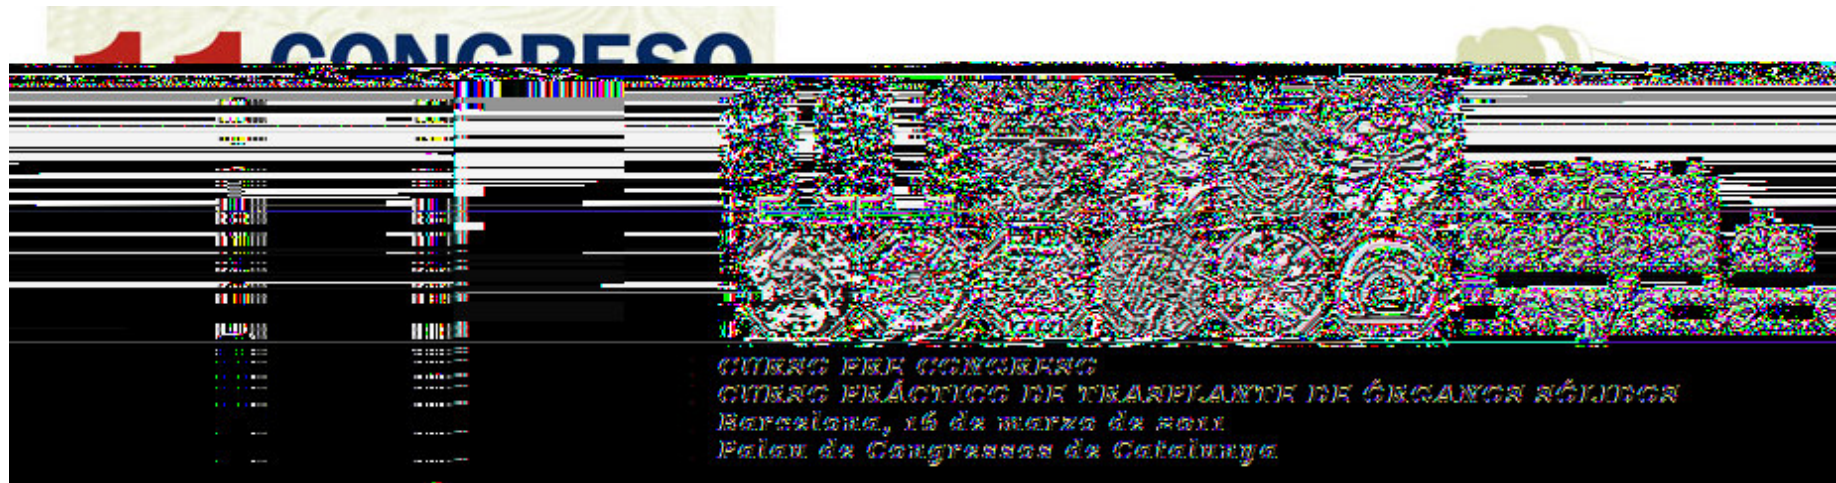 11 CONGRESO
CURSO PRE CONGRESO
CURSO PRÁCTICO DE TRASPLANTE DE ÓRGANOS SÓLIDOS
Barcelona, 16 de marzo de 2011
Palau de Congressos de Catalunya